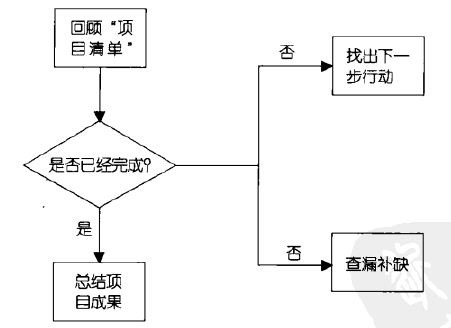 回顾“项
目清单”
否
找出下一
步行动
是否已经完成?
是
否
总结项
目成果
查漏补缺